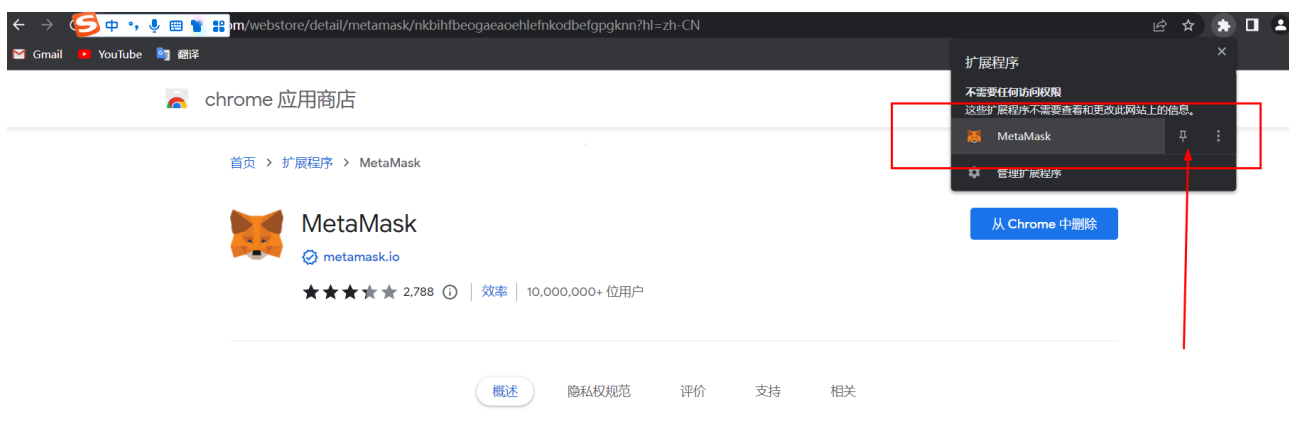 中
om/webstore/detail/metamask/nkbihfbeogaeaoehlefnkodbefgpgknn?hl=zh-CN
Gmail YouTube 翻译
扩展程序
不需要任何访问权限
这些扩展程序不需要查看和更改此网站上的信息。
MetaMask
管理扩展程序
chrome 应用商店
首页 > 扩展程序 > MetaMask
MetaMask
从 Chrome 中删除
metamask.io
2,788 效率 10,000,000+ 位用户
概述 隐私权规范 评价 支持 相关